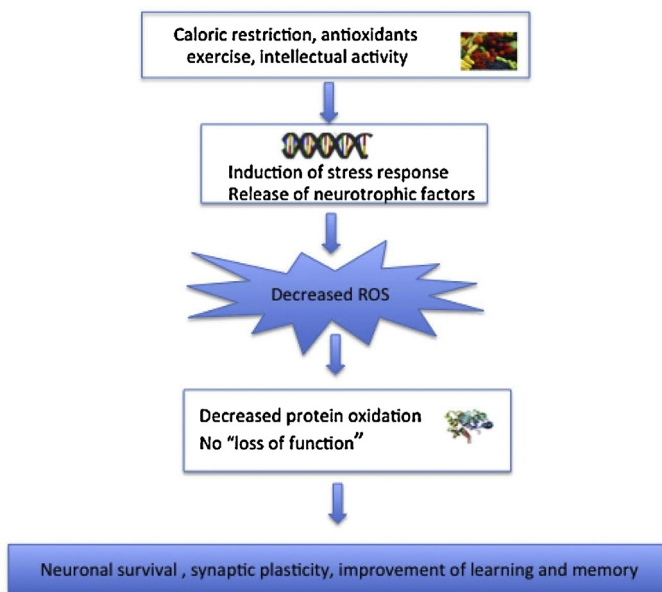 Caloric restriction, antioxidants
exercise, intellectual activity
Induction of stress response
Release of neurotrophic factors
Decreased ROS
Decreased protein oxidation
No “loss of function”
Neuronal survival , synaptic plasticity, improvement of learning and memory